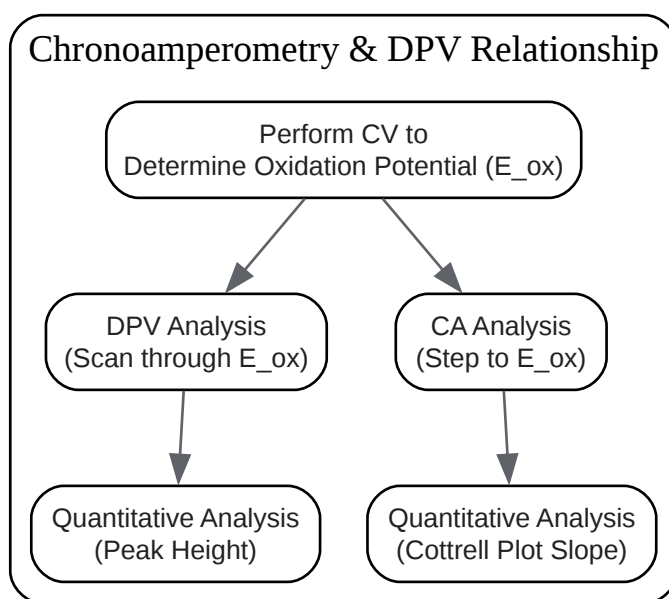 Chronoamperometry & DPV Relationship
Perform CV to
Determine Oxidation Potential (E_ox)
DPV Analysis
(Scan through E_ox)
CA Analysis
(Step to E_ox)
Quantitative Analysis
(Peak Height)
Quantitative Analysis
(Cottrell Plot Slope)